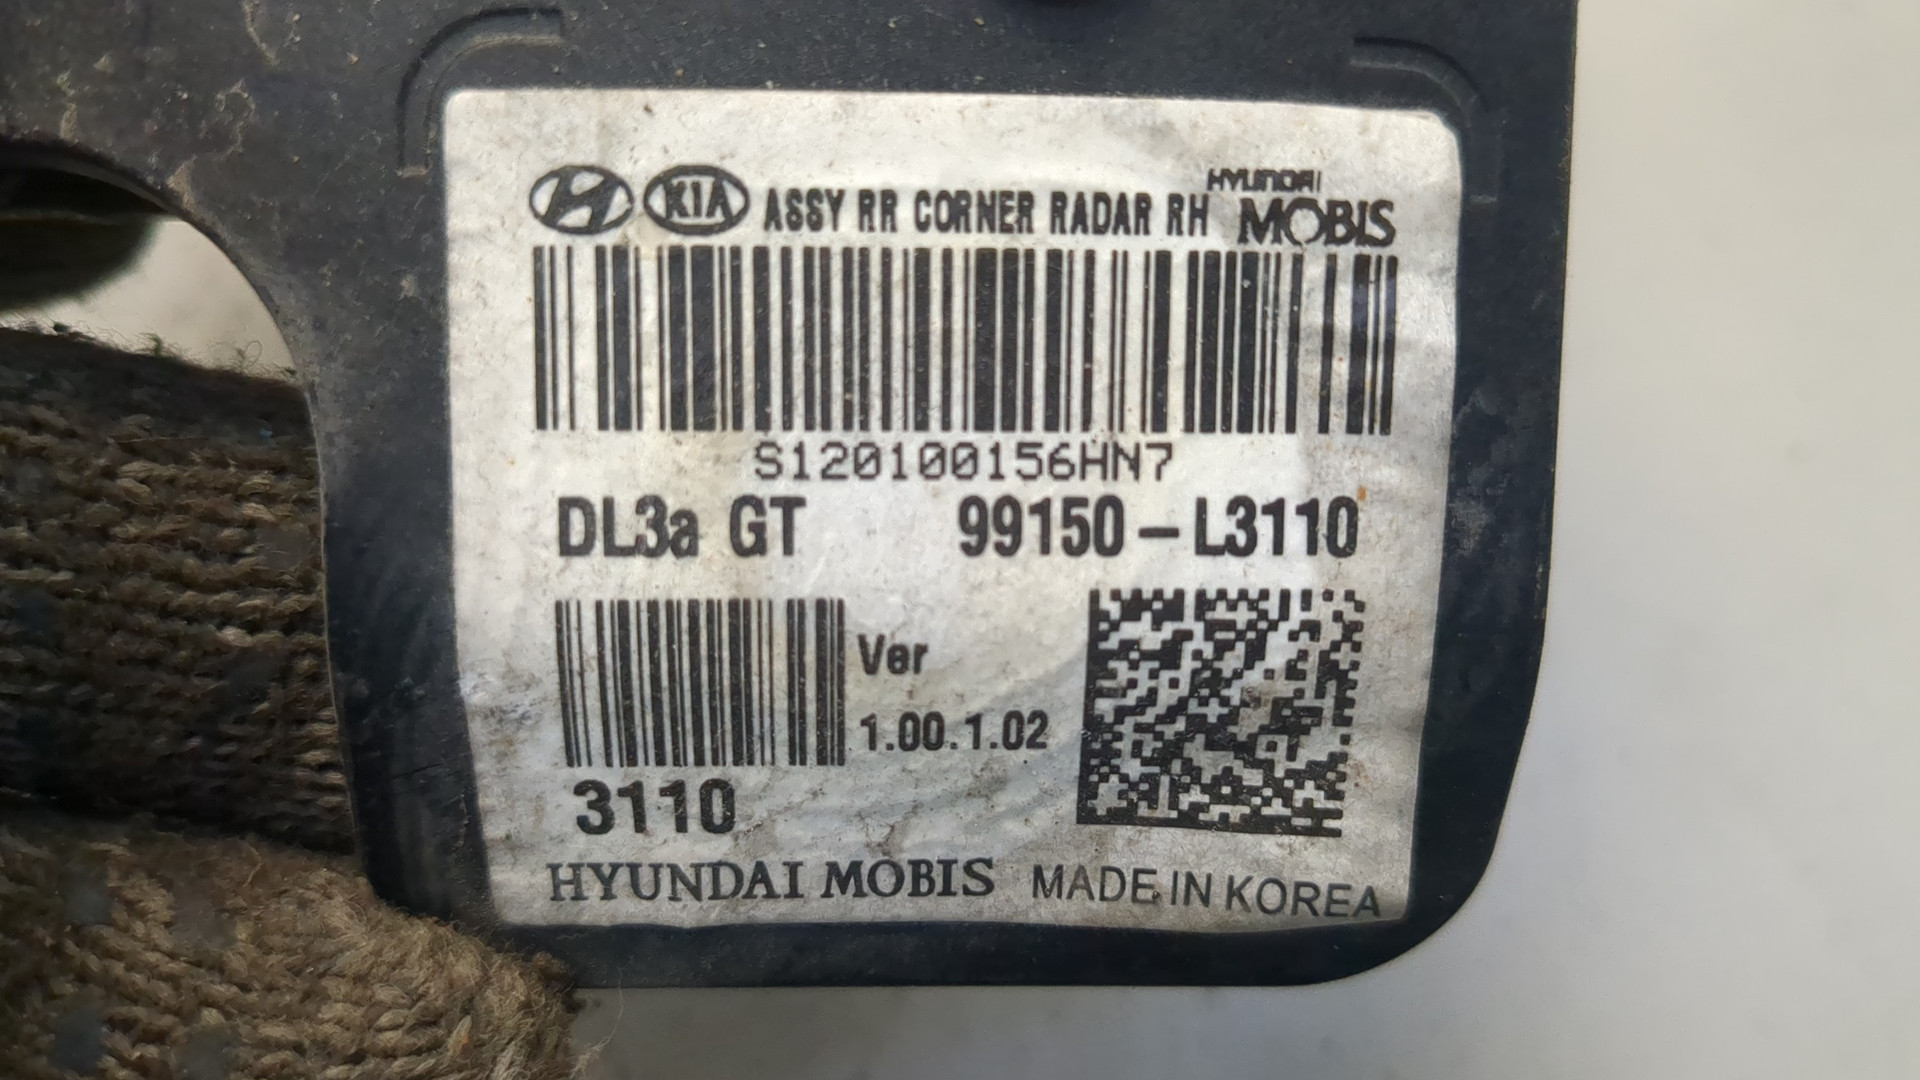 KIA ASSY RR CORNER RADAR RH HYUNDAI MOBIS
S120100156HN7
DL3a GT 99150-L3110
Ver
1.00.1.02
3110
HYUNDAI MOBIS MADE IN KOREA